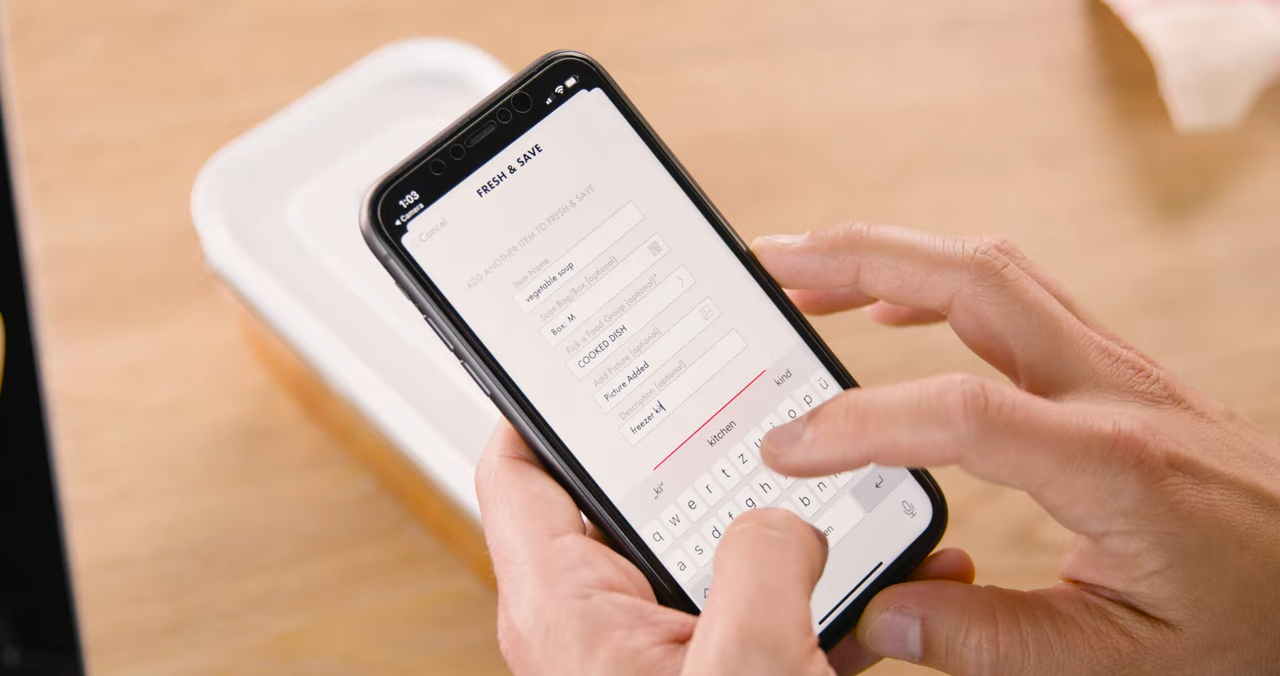 1:03
◀ Camera
FRESH & SAVE
Cancel
ADD ANOTHER ITEM TO FRESH & SAVE
Item Name
vegetable soup
Scan Bag/Box (optional)
Box: M
Pick a Food Group (optional)*
COOKED DISH
Add Picture (optional)
Picture Added
Description (optional)
freezer ki
„ki“ kitchen kind
q w e r t z u i o p ü
a s d f g h
b n